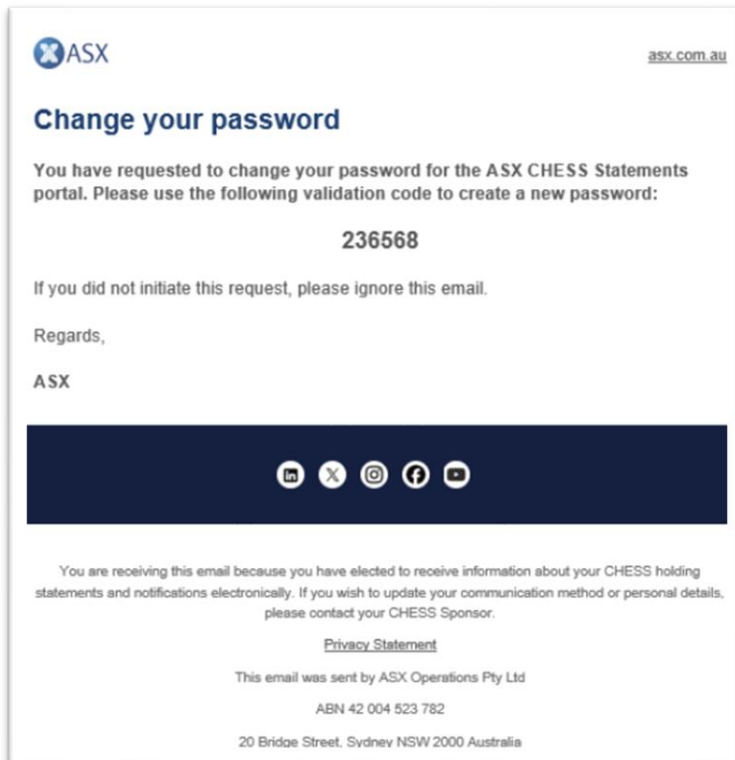 ASX
asx.com.au
Change your password
You have requested to change your password for the ASX CHESS Statements
portal. Please use the following validation code to create a new password:
236568
If you did not initiate this request, please ignore this email.
Regards,
ASX
You are receiving this email because you have elected to receive information about your CHESS holding
statements and notifications electronically. If you wish to update your communication method or personal details,
please contact your CHESS Sponsor.
Privacy Statement
This email was sent by ASX Operations Pty Ltd
ABN 42 004 523 782
20 Bridge Street, Sydney NSW 2000 Australia